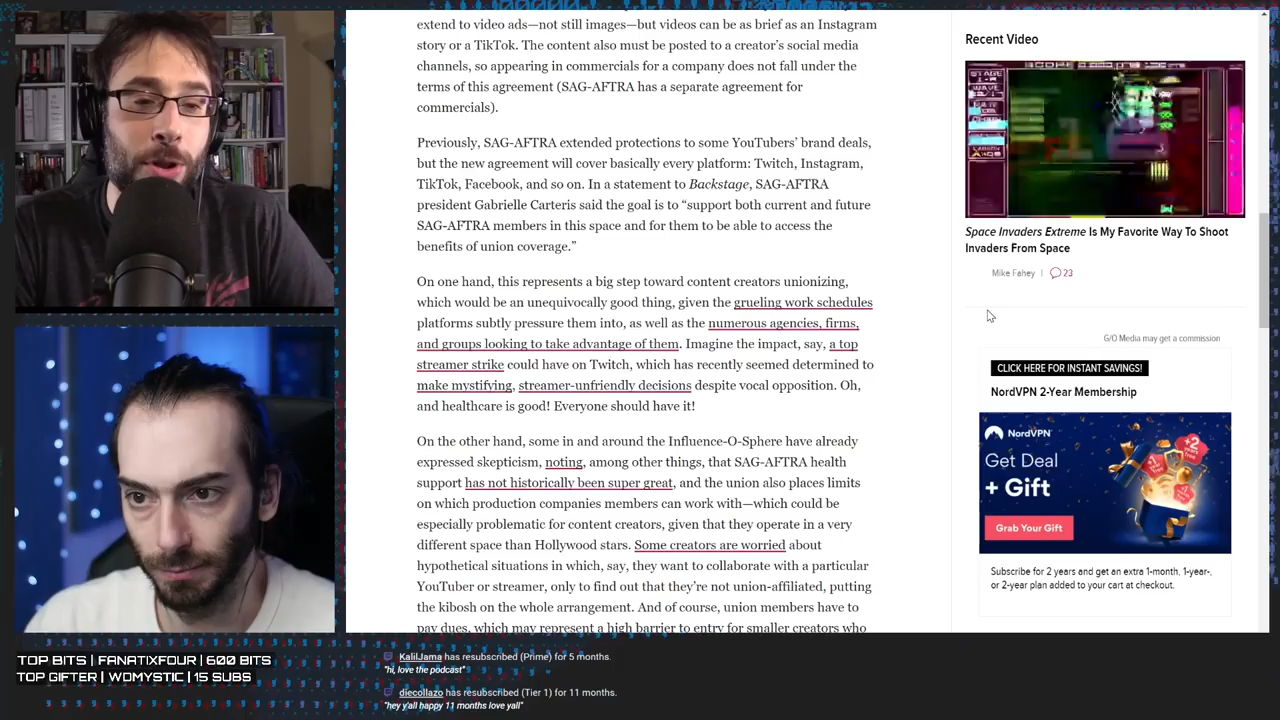 extend to video ads—not still images—but videos can be as brief as an Instagram
story or a TikTok. The content also must be posted to a creator's social media
channels, so appearing in commercials for a company does not fall under the
terms of this agreement (SAG-AFTRA has a separate agreement for
commercials).
Previously, SAG-AFTRA extended protections to some YouTubers' brand deals,
but the new agreement will cover basically every platform: Twitch, Instagram,
TikTok, Facebook, and so on. In a statement to Backstage, SAG-AFTRA
president Gabrielle Carteris said the goal is to “support both current and future
SAG-AFTRA members in this space and for them to be able to access the
benefits of union coverage.”
On one hand, this represents a big step toward content creators unionizing,
which would be an unequivocally good thing, given the grueling work schedules
platforms subtly pressure them into, as well as the numerous agencies, firms,
and groups looking to take advantage of them. Imagine the impact, say, a top
streamer strike could have on Twitch, which has recently seemed determined to
make mystifying, streamer-unfriendly decisions despite vocal opposition. Oh,
and healthcare is good! Everyone should have it!
On the other hand, some in and around the Influence-O-Sphere have already
expressed skepticism, noting, among other things, that SAG-AFTRA health
support has not historically been super great, and the union also places limits
on which production companies members can work with—which could be
especially problematic for content creators, given that they operate in a very
different space than Hollywood stars. Some creators are worried about
hypothetical situations in which, say, they want to collaborate with a particular
YouTuber or streamer, only to find out that they're not union-affiliated, putting
the kibosh on the whole arrangement. And of course, union members have to
pay dues, which may represent a high barrier to entry for smaller creators who
Recent Video
Space Invaders Extreme Is My Favorite Way To Shoot
Invaders From Space
Mike Fahey | 23
G/O Media may get a commission
CLICK HERE FOR INSTANT SAVINGS!
NordVPN 2-Year Membership
NordVPN
Get Deal
+ Gift
Grab Your Gift
Subscribe for 2 years and get an extra 1-month, 1-year-,
or 2-year plan added to your cart at checkout.
TOP BITS | FANATIXFOUR | 600 BITS
TOP GIFTER | WDMYSTIC | 15 SUBS
KalilJama has resubscribed (Prime) for 5 months.
"hi, love the podcast"
diecollazo has resubscribed (Tier 1) for 11 months.
"hey y'all happy 11 months love yall"